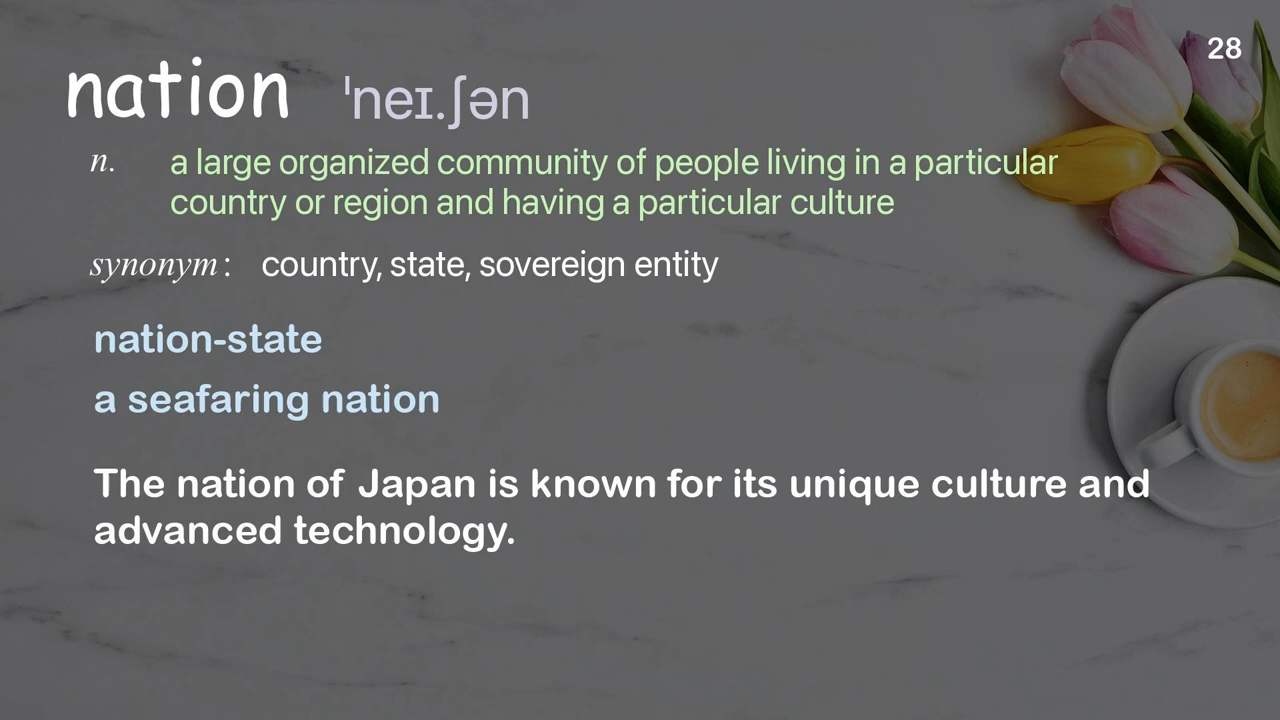 28
nation ˈneɪ.ʃən
n. a large organized community of people living in a particular
country or region and having a particular culture
synonym: country, state, sovereign entity
nation-state
a seafaring nation
The nation of Japan is known for its unique culture and
advanced technology.